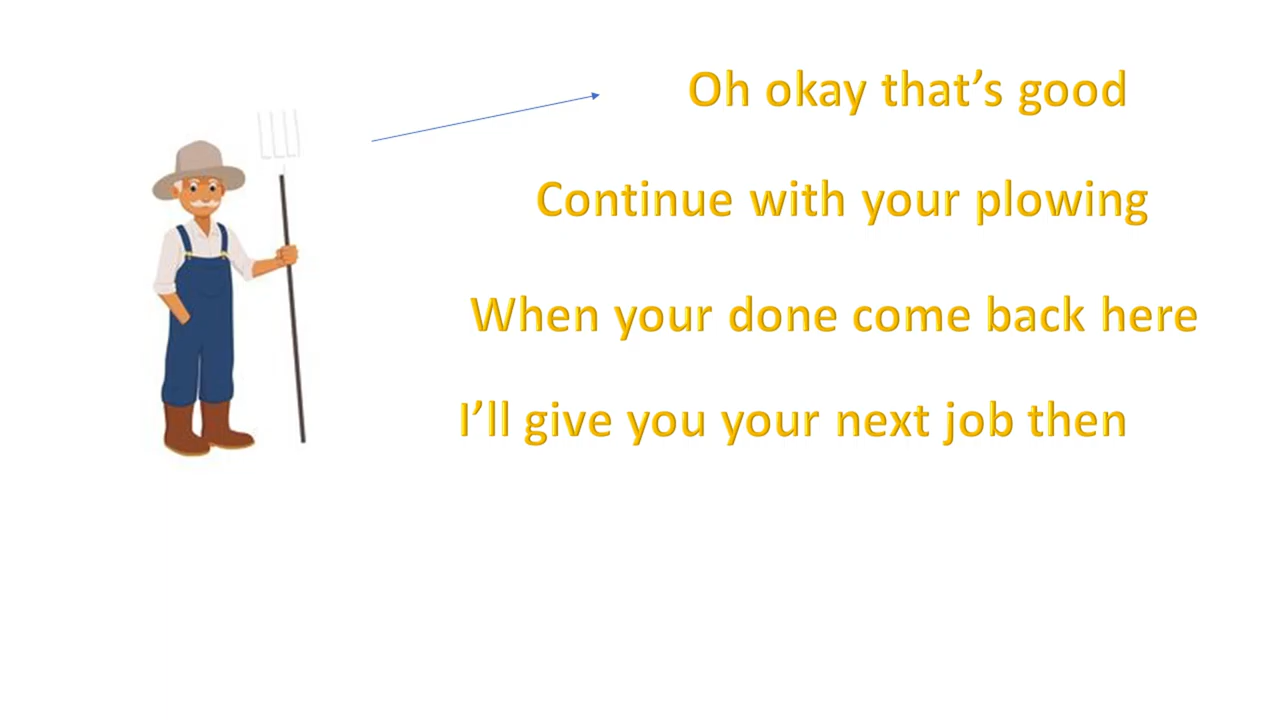 Oh okay that’s good
Continue with your plowing
When your done come back here
I’ll give you your next job then